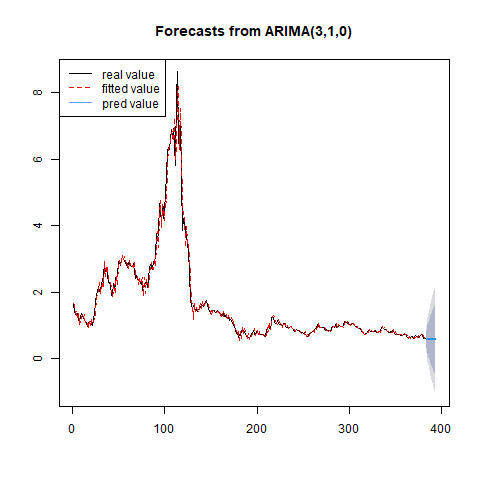 Forecasts from ARIMA(3,1,0)
real value
fitted value
pred value
8
6
4
2
0
0 100 200 300 400